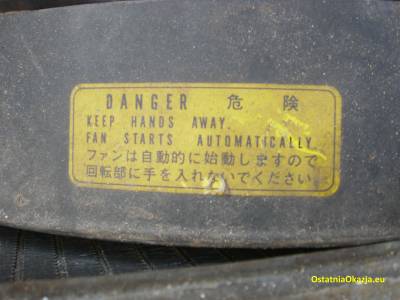 DANGER 危険
KEEP HANDS AWAY.
FAN STARTS AUTOMATICALLY
ファンは自動的に始動しますので
回転部に手を入れないでください
OstatniaOkazja.eu